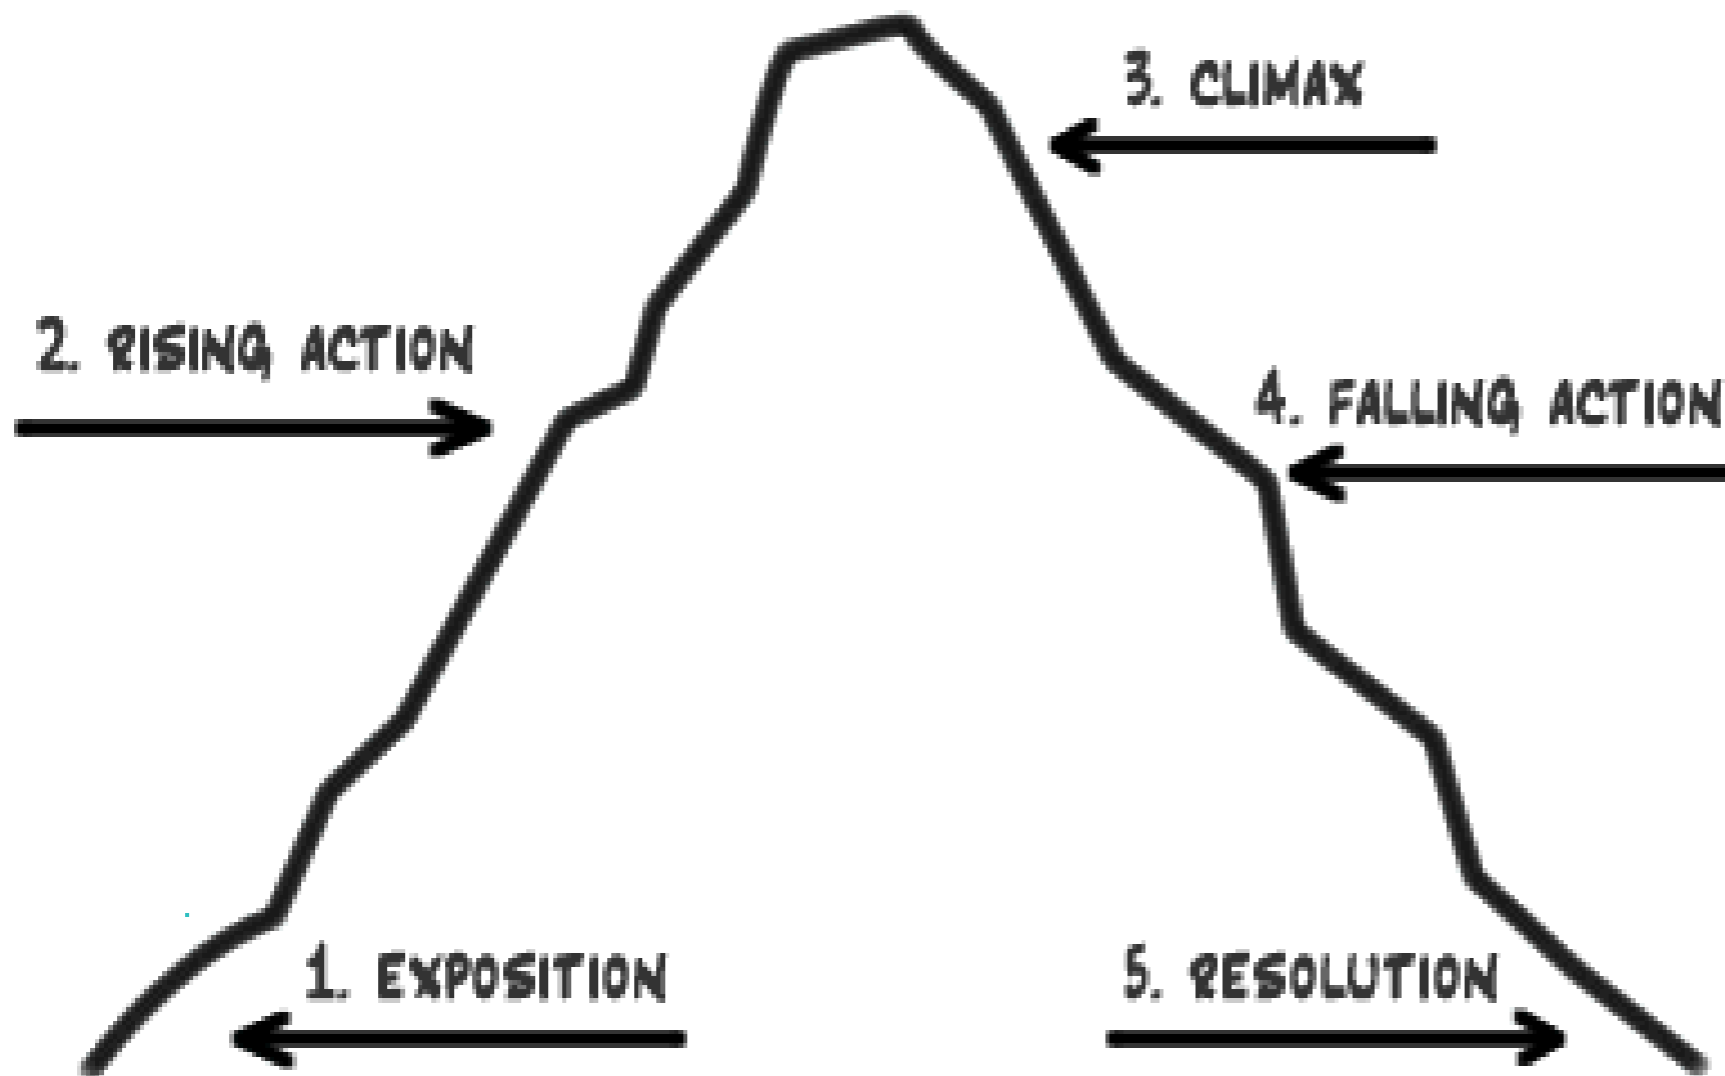 3. CLIMAX
2. RISING ACTION
4. FALLING ACTION
1. EXPOSITION
5. RESOLUTION